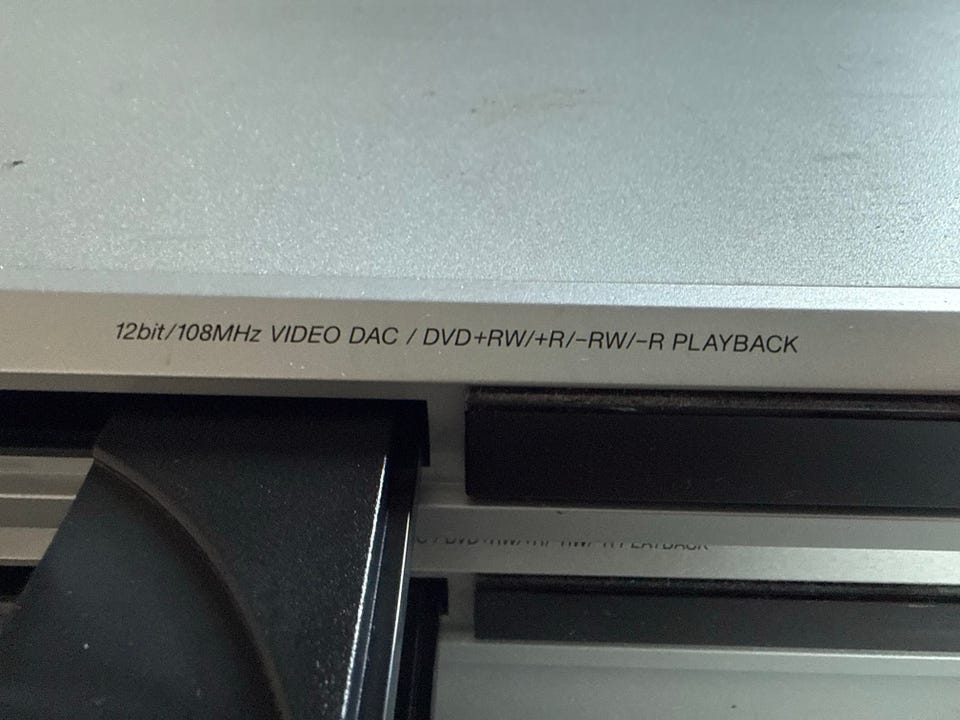 12bit/108MHz VIDEO DAC / DVD+RW/+R/-RW/-R PLAYBACK